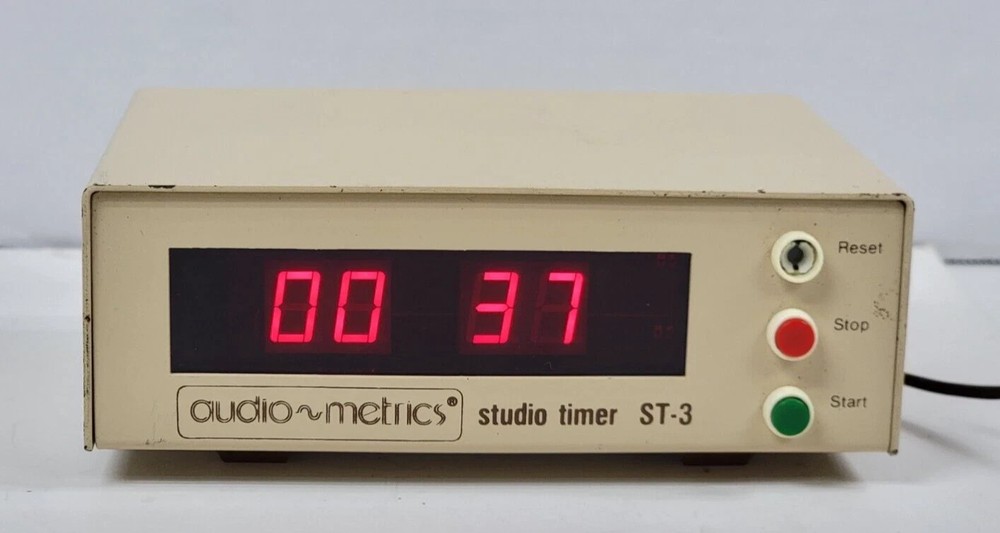 Reset
00 37
Stop
Start
audio~metrics® studio timer ST-3